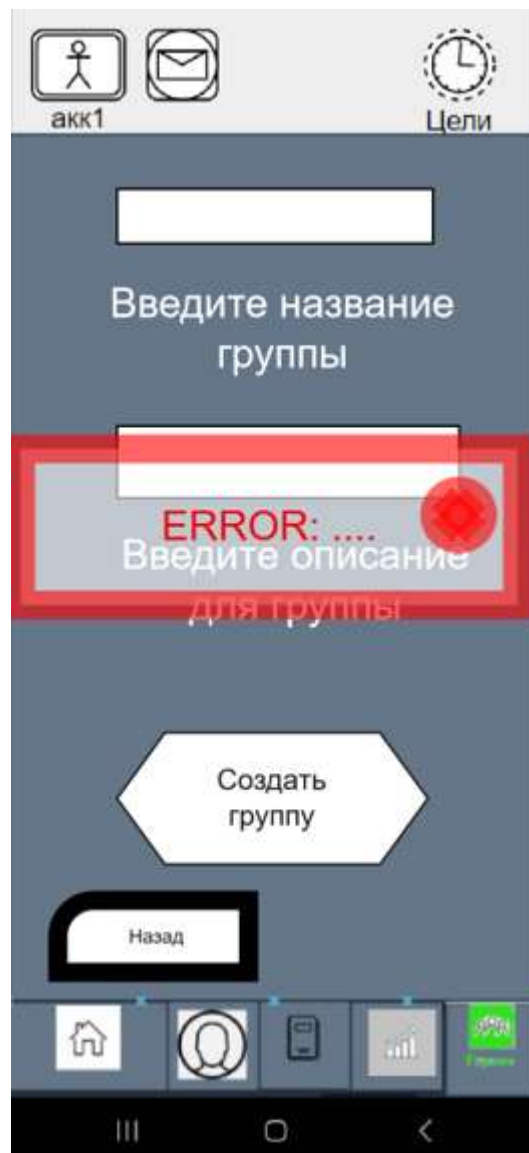 акк1
Цели
Введите название
группы
ERROR: ....
Введите описание
для группы
Создать
группу
Назад